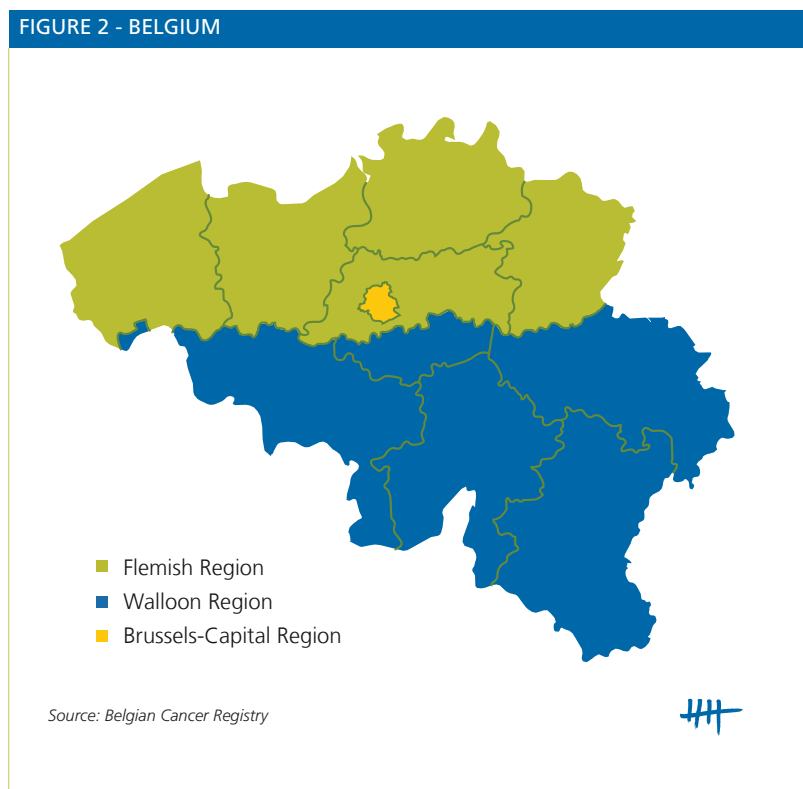 FIGURE 2 - BELGIUM
Flemish Region
Walloon Region
Brussels-Capital Region
Source: Belgian Cancer Registry